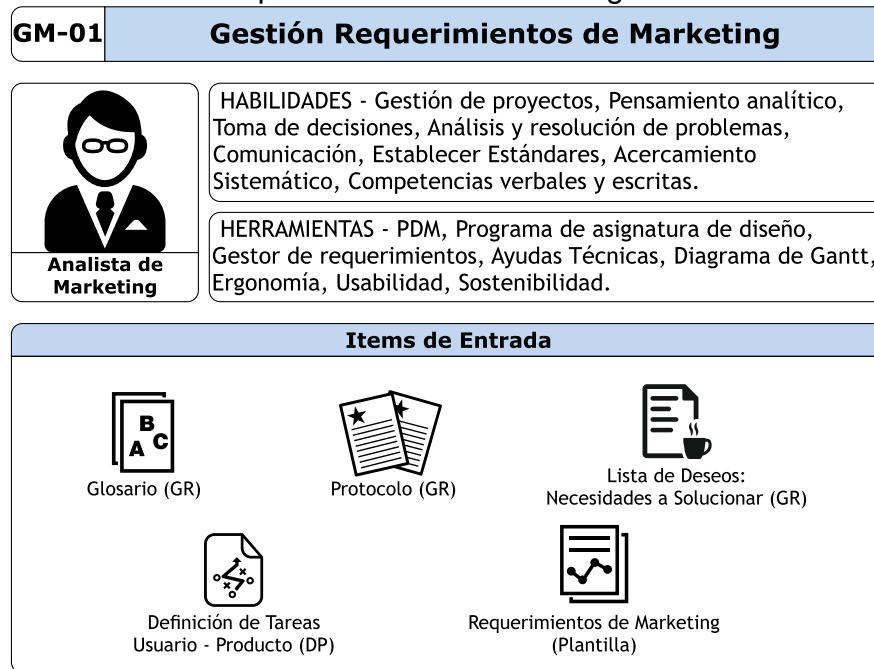 GM-01
Gestión Requerimientos de Marketing
HABILIDADES - Gestión de proyectos, Pensamiento analítico,
Toma de decisiones, Análisis y resolución de problemas,
Comunicación, Establecer Estándares, Acercamiento
Sistemático, Competencias verbales y escritas.
HERRAMIENTAS - PDM, Programa de asignatura de diseño,
Gestor de requerimientos, Ayudas Técnicas, Diagrama de Gantt,
Ergonomía, Usabilidad, Sostenibilidad.
Analista de
Marketing
Items de Entrada
B
A C
Glosario (GR)
Protocolo (GR)
Lista de Deseos:
Necesidades a Solucionar (GR)
Definición de Tareas
Usuario - Producto (DP)
Requerimientos de Marketing
(Plantilla)